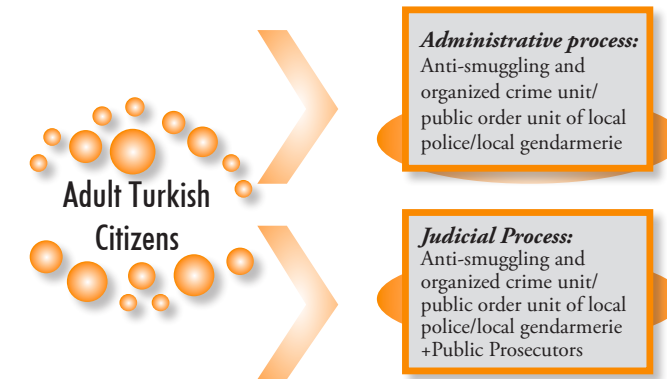 Adult Turkish
Citizens
Administrative process:
Anti-smuggling and
organized crime unit/
public order unit of local
police/local gendarmerie
Judicial Process:
Anti-smuggling and
organized crime unit/
public order unit of local
police/local gendarmerie
+Public Prosecutors